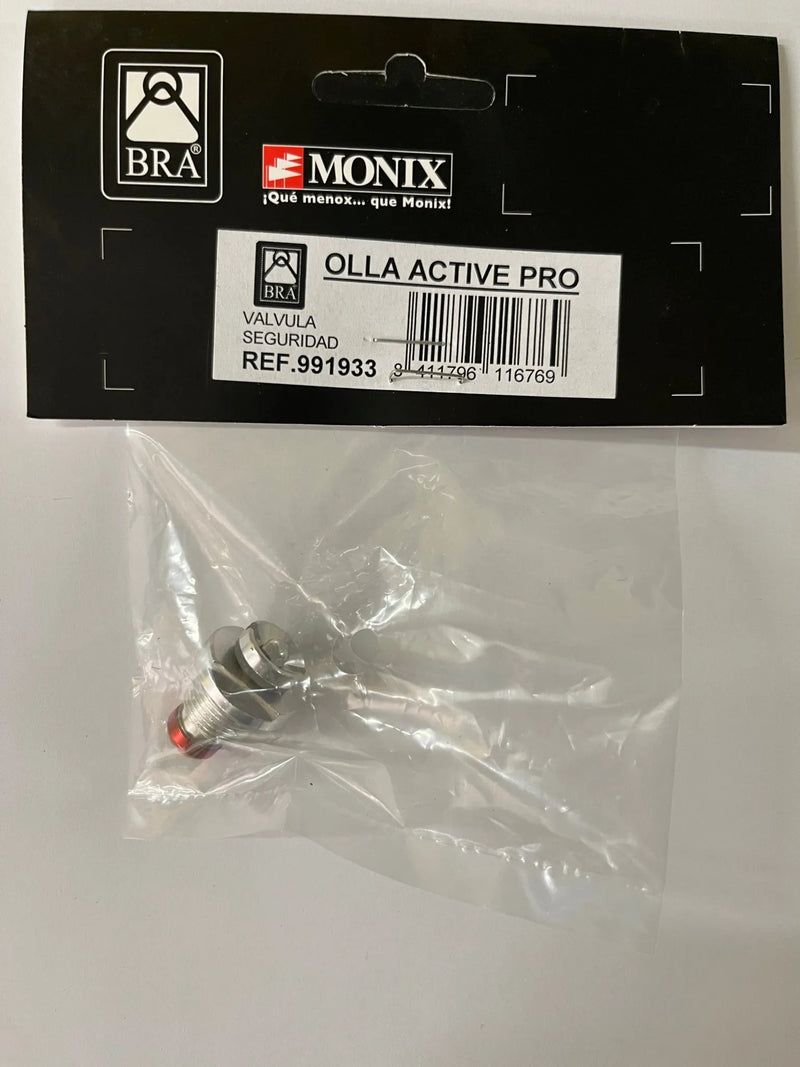 BRA®
MONIX
¡Qué menox... que Monix!
BRA
OLLA ACTIVE PRO
VALVULA
SEGURIDAD
REF.991933
8 411796 116769